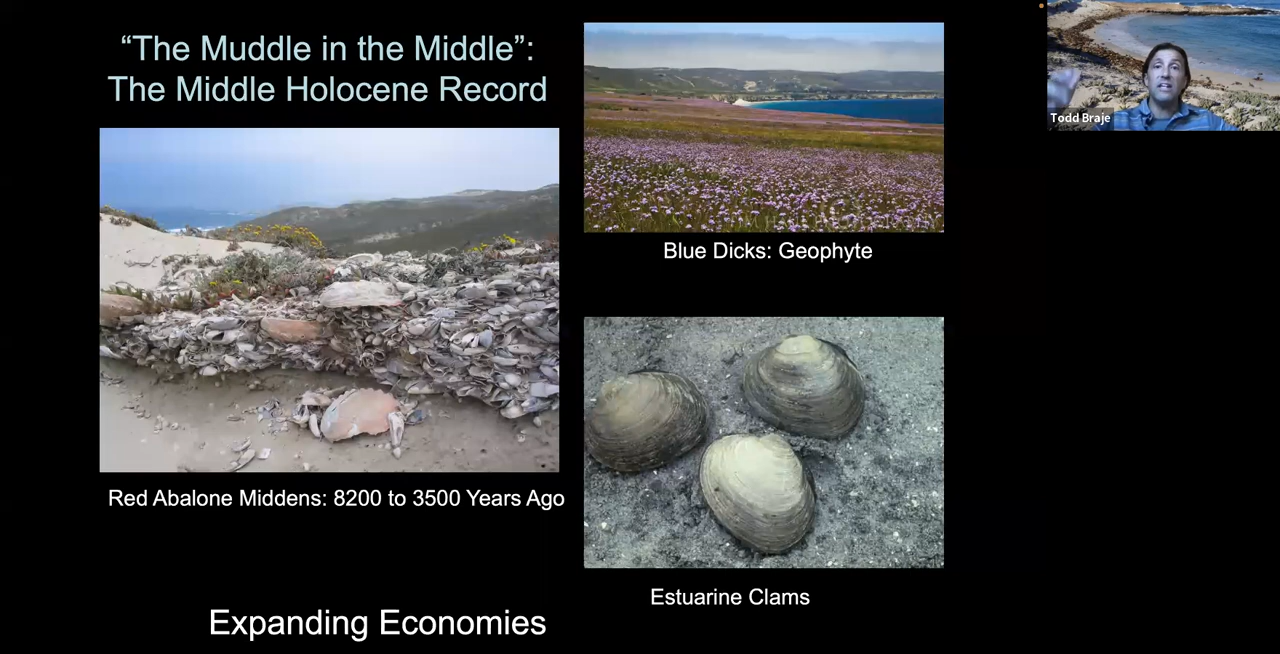 “The Muddle in the Middle”:
The Middle Holocene Record
Blue Dicks: Geophyte
Red Abalone Middens: 8200 to 3500 Years Ago
Estuarine Clams
Expanding Economies
Todd Braje